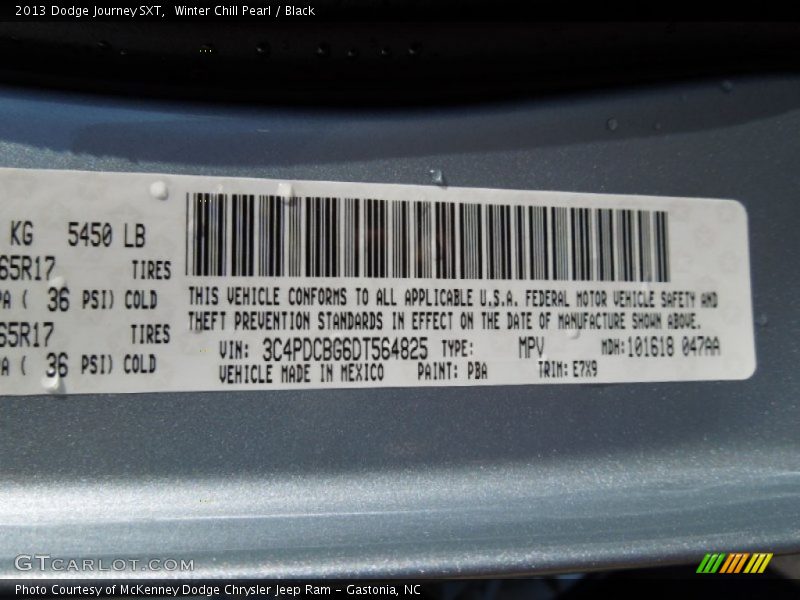 2013 Dodge Journey SXT, Winter Chill Pearl / Black
KG 5450 LB
65R17 TIRES
PA ( 36 PSI) COLD
65R17 TIRES
PA ( 36 PSI) COLD
THIS VEHICLE CONFORMS TO ALL APPLICABLE U.S.A. FEDERAL MOTOR VEHICLE SAFETY AND
THEFT PREVENTION STANDARDS IN EFFECT ON THE DATE OF MANUFACTURE SHOWN ABOVE.
VIN: 3C4PDCBG6DT564825 TYPE: MPV MDH:101618 047AA
VEHICLE MADE IN MEXICO PAINT: PBA TRIM: E7X9
GTCARLOT.COM
Photo Courtesy of McKenney Dodge Chrysler Jeep Ram - Gastonia, NC